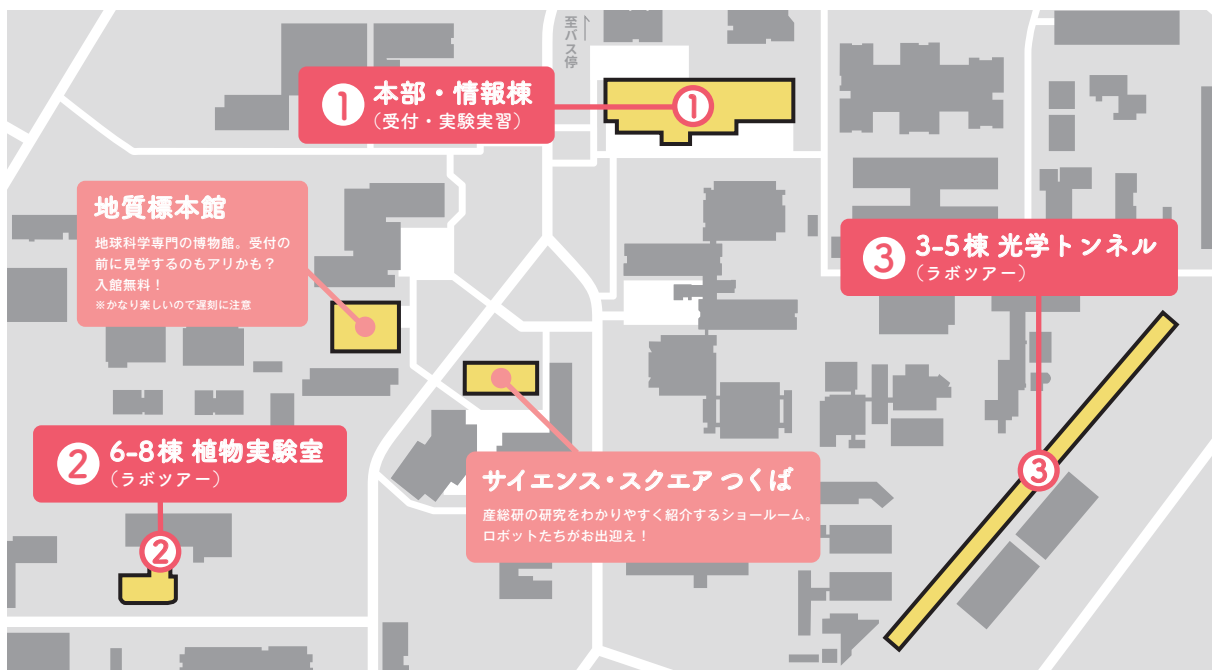 至バス停
1 本部・情報棟
（受付・実験実習）
1
地質標本館
地球科学専門の博物館。受付の
前に見学するのもアリかも？
入館無料！
※かなり楽しいので遅刻に注意
3 3-5棟 光学トンネル
（ラボツアー）
2 6-8棟 植物実験室
（ラボツアー）
サイエンス・スクエア つくば
産総研の研究をわかりやすく紹介するショールーム。
ロボットたちがお出迎え！
3
2